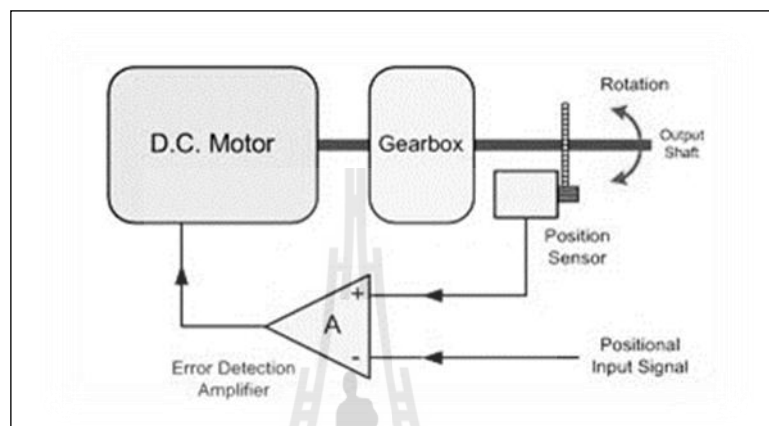 D.C. Motor
Gearbox
Rotation
Output
Shaft
Position
Sensor
+
A
-
Error Detection
Amplifier
Positional
Input Signal